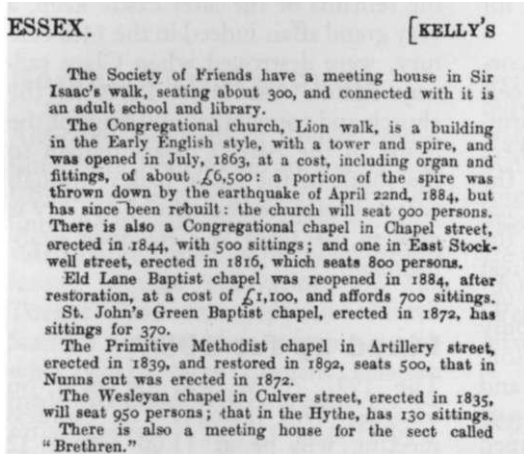 ESSEX. [KELLY'S
The Society of Friends have a meeting house in Sir
Isaac's walk, seating about 300, and connected with it is
an adult school and library.
The Congregational church, Lion walk, is a building
in the Early English style, with a tower and spire, and
was opened in July, 1863, at a cost, including organ and
fittings, of about £6,500: a portion of the spire was
thrown down by the earthquake of April 22nd, 1884, but
has since been rebuilt: the church will seat 900 persons.
There is also a Congregational chapel in Chapel street,
erected in 1844, with 500 sittings; and one in East Stock-
well street, erected in 1816, which seats 800 persons.
Eld Lane Baptist chapel was reopened in 1884, after
restoration, at a cost of £1,100, and affords 700 sittings.
St. John's Green Baptist chapel, erected in 1872, has
sittings for 370.
The Primitive Methodist chapel in Artillery street,
erected in 1839, and restored in 1892, seats 500, that in
Nunns cut was erected in 1872.
The Wesleyan chapel in Culver street, erected in 1835,
will seat 950 persons; that in the Hythe, has 130 sittings.
There is also a meeting house for the sect called
"Brethren."